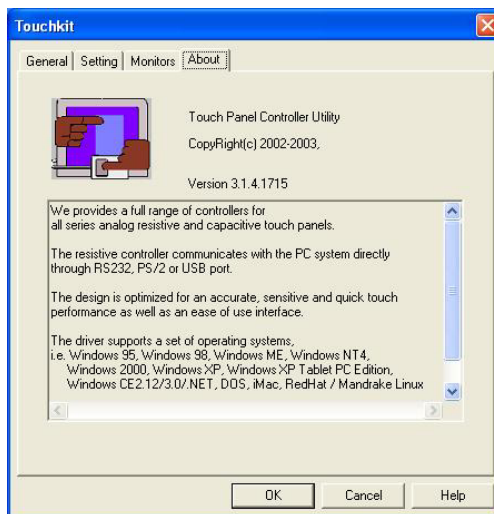 Touchkit
General Setting Monitors About
Touch Panel Controller Utility
CopyRight(c) 2002-2003,
Version 3.1.4.1715
We provides a full range of controllers for
all series analog resistive and capacitive touch panels.
The resistive controller communicates with the PC system directly
through RS232, PS/2 or USB port.
The design is optimized for an accurate, sensitive and quick touch
performance as well as an ease of use interface.
The driver supports a set of operating systems,
i.e. Windows 95, Windows 98, Windows ME, Windows NT4,
Windows 2000, Windows XP, Windows XP Tablet PC Edition,
Windows CE2.12/3.0/.NET, DOS, iMac, RedHat / Mandrake Linux
OK Cancel Help